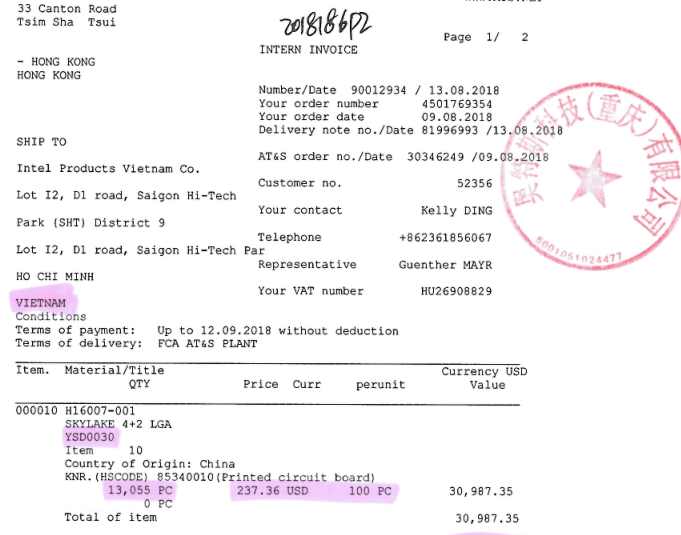 33 Canton Road
Tsim Sha Tsui
2018186P2
Page 1/ 2
INTERN INVOICE
- HONG KONG
HONG KONG
Number/Date 90012934 / 13.08.2018
Your order number 4501769354
Your order date 09.08.2018
Delivery note no./Date 81996993 /13.08.2018
SHIP TO
AT&S order no./Date 30346249 /09.08.2018
Intel Products Vietnam Co.
Customer no. 52356
Lot I2, D1 road, Saigon Hi-Tech
Your contact Kelly DING
Park (SHT) District 9
Telephone +862361856067
Lot I2, D1 road, Saigon Hi-Tech Par
Representative Guenther MAYR
HO CHI MINH
Your VAT number HU26908829
VIETNAM
Conditions
Terms of payment: Up to 12.09.2018 without deduction
Terms of delivery: FCA AT&S PLANT
Item. Material/Title Currency USD
QTY Price Curr perunit Value
000010 H16007-001
SKYLAKE 4+2 LGA
YSD0030
Item 10
Country of Origin: China
KNR.(HSCODE) 85340010(Printed circuit board)
13,055 PC 237.36 USD 100 PC 30,987.35
0 PC
Total of item 30,987.35
奥特斯科技(重庆)有限公司
5001051024477